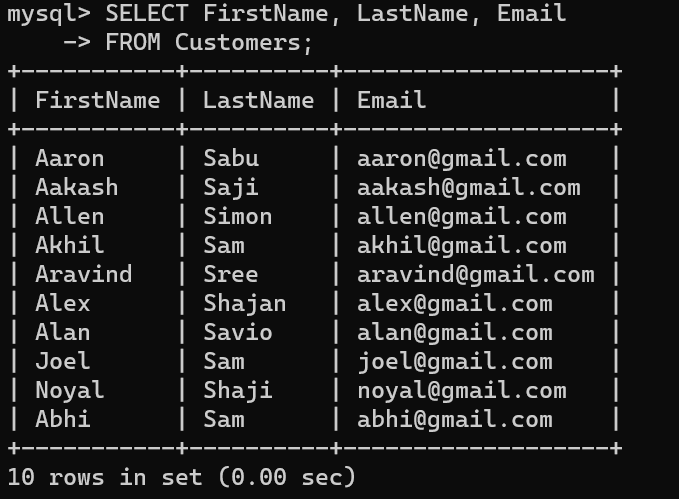 mysql> SELECT FirstName, LastName, Email
    -> FROM Customers;
+-----------+----------+-------------------+
| FirstName | LastName | Email             |
+-----------+----------+-------------------+
| Aaron     | Sabu     | aaron@gmail.com   |
| Aakash    | Saji     | aakash@gmail.com  |
| Allen     | Simon    | allen@gmail.com   |
| Akhil     | Sam      | akhil@gmail.com   |
| Aravind   | Sree     | aravind@gmail.com |
| Alex      | Shajan   | alex@gmail.com    |
| Alan      | Savio    | alan@gmail.com    |
| Joel      | Sam      | joel@gmail.com    |
| Noyal     | Shaji    | noyal@gmail.com   |
| Abhi      | Sam      | abhi@gmail.com    |
+-----------+----------+-------------------+
10 rows in set (0.00 sec)